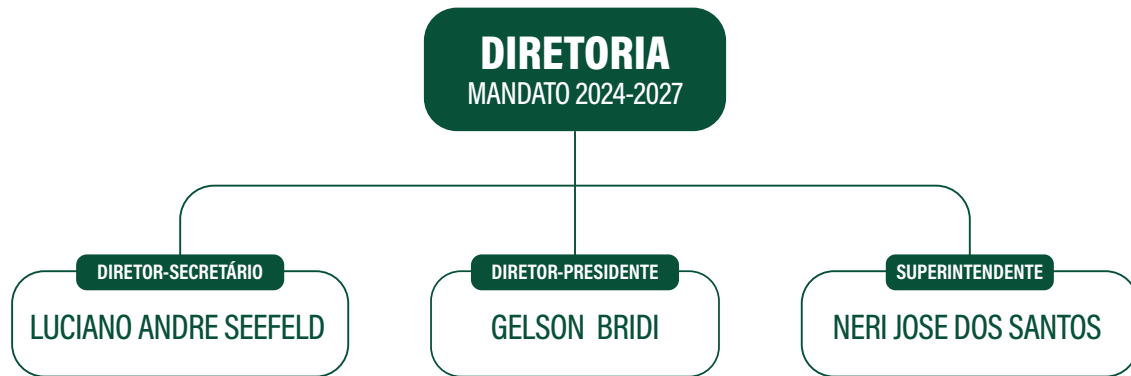 DIRETORIA
MANDATO 2024-2027
DIRETOR-SECRETÁRIO
LUCIANO ANDRE SEEFELD
DIRETOR-PRESIDENTE
GELSON BRIDI
SUPERINTENDENTE
NERI JOSE DOS SANTOS